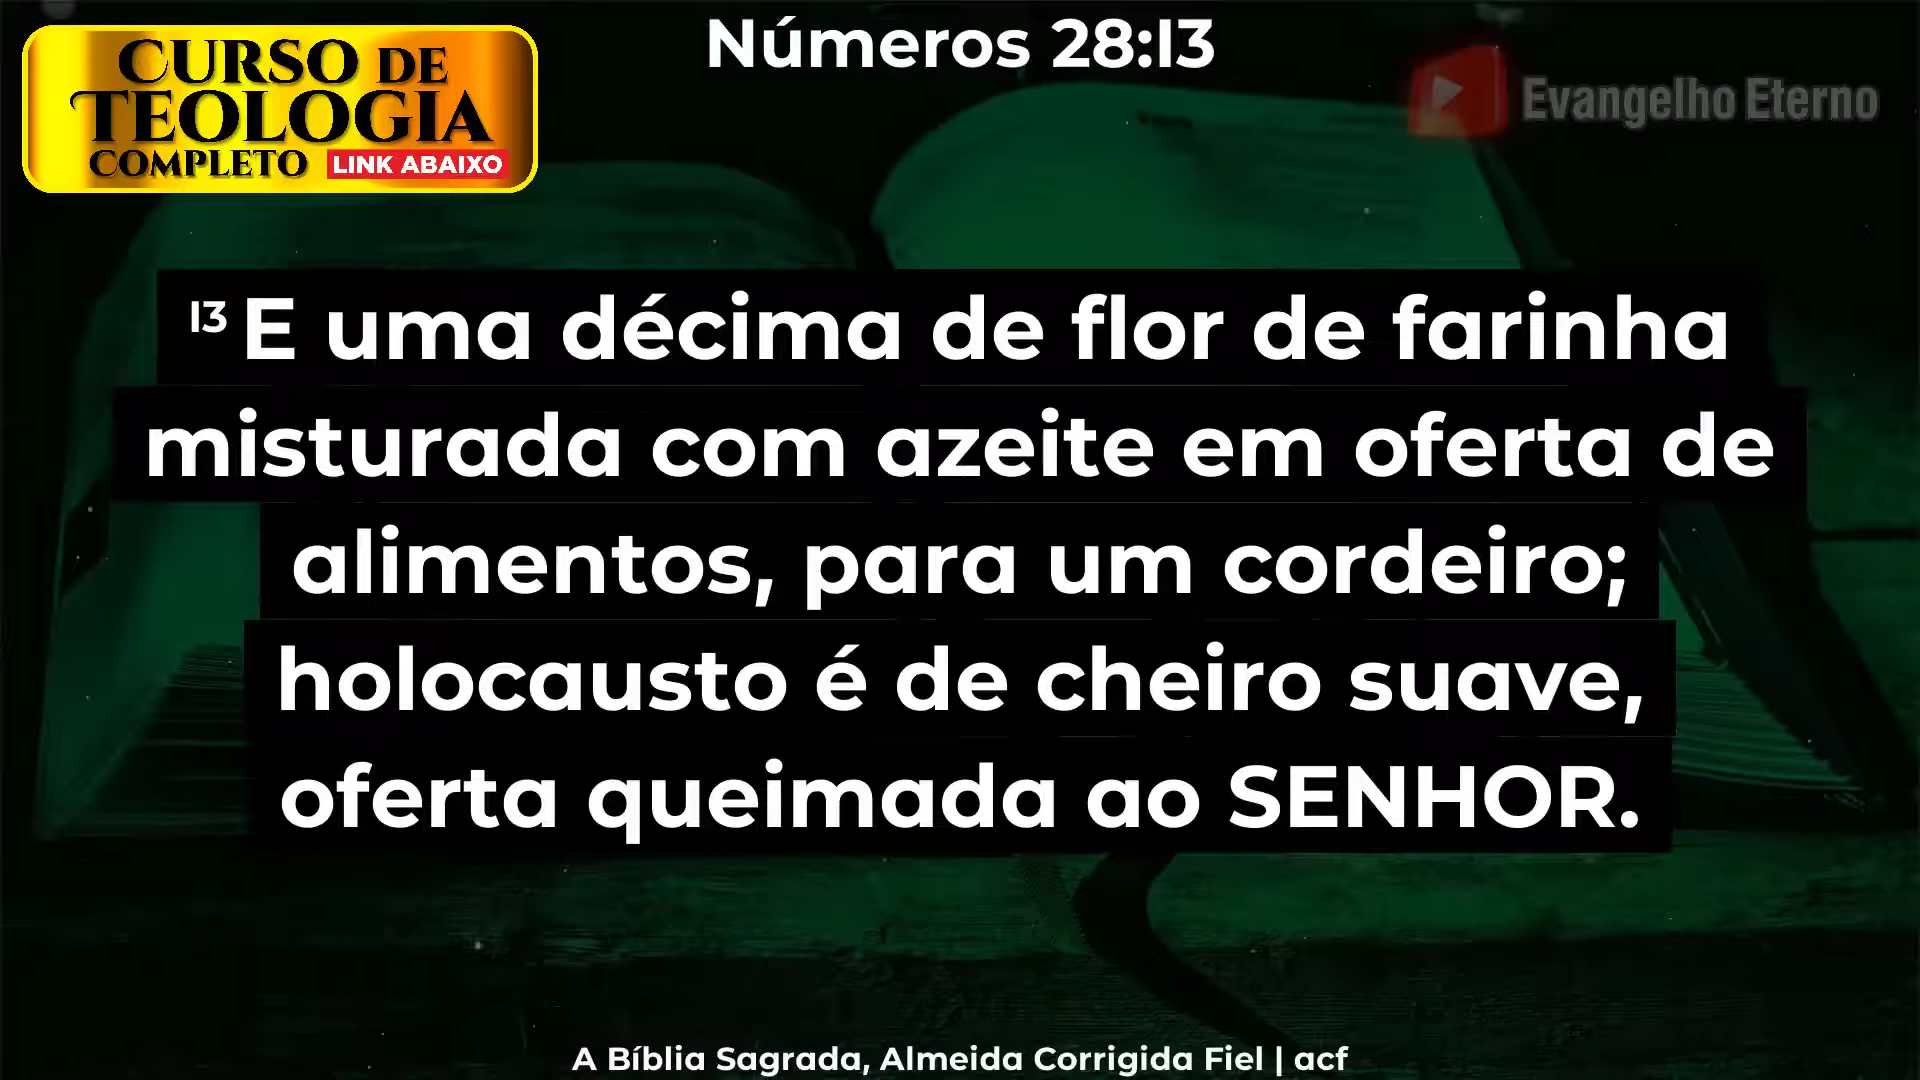 CURSO DE
TEOLOGIA
COMPLETO LINK ABAIXO
Números 28:13
Evangelho Eterno
13 E uma décima de flor de farinha
misturada com azeite em oferta de
alimentos, para um cordeiro;
holocausto é de cheiro suave,
oferta queimada ao SENHOR.
A Bíblia Sagrada, Almeida Corrigida Fiel | acf